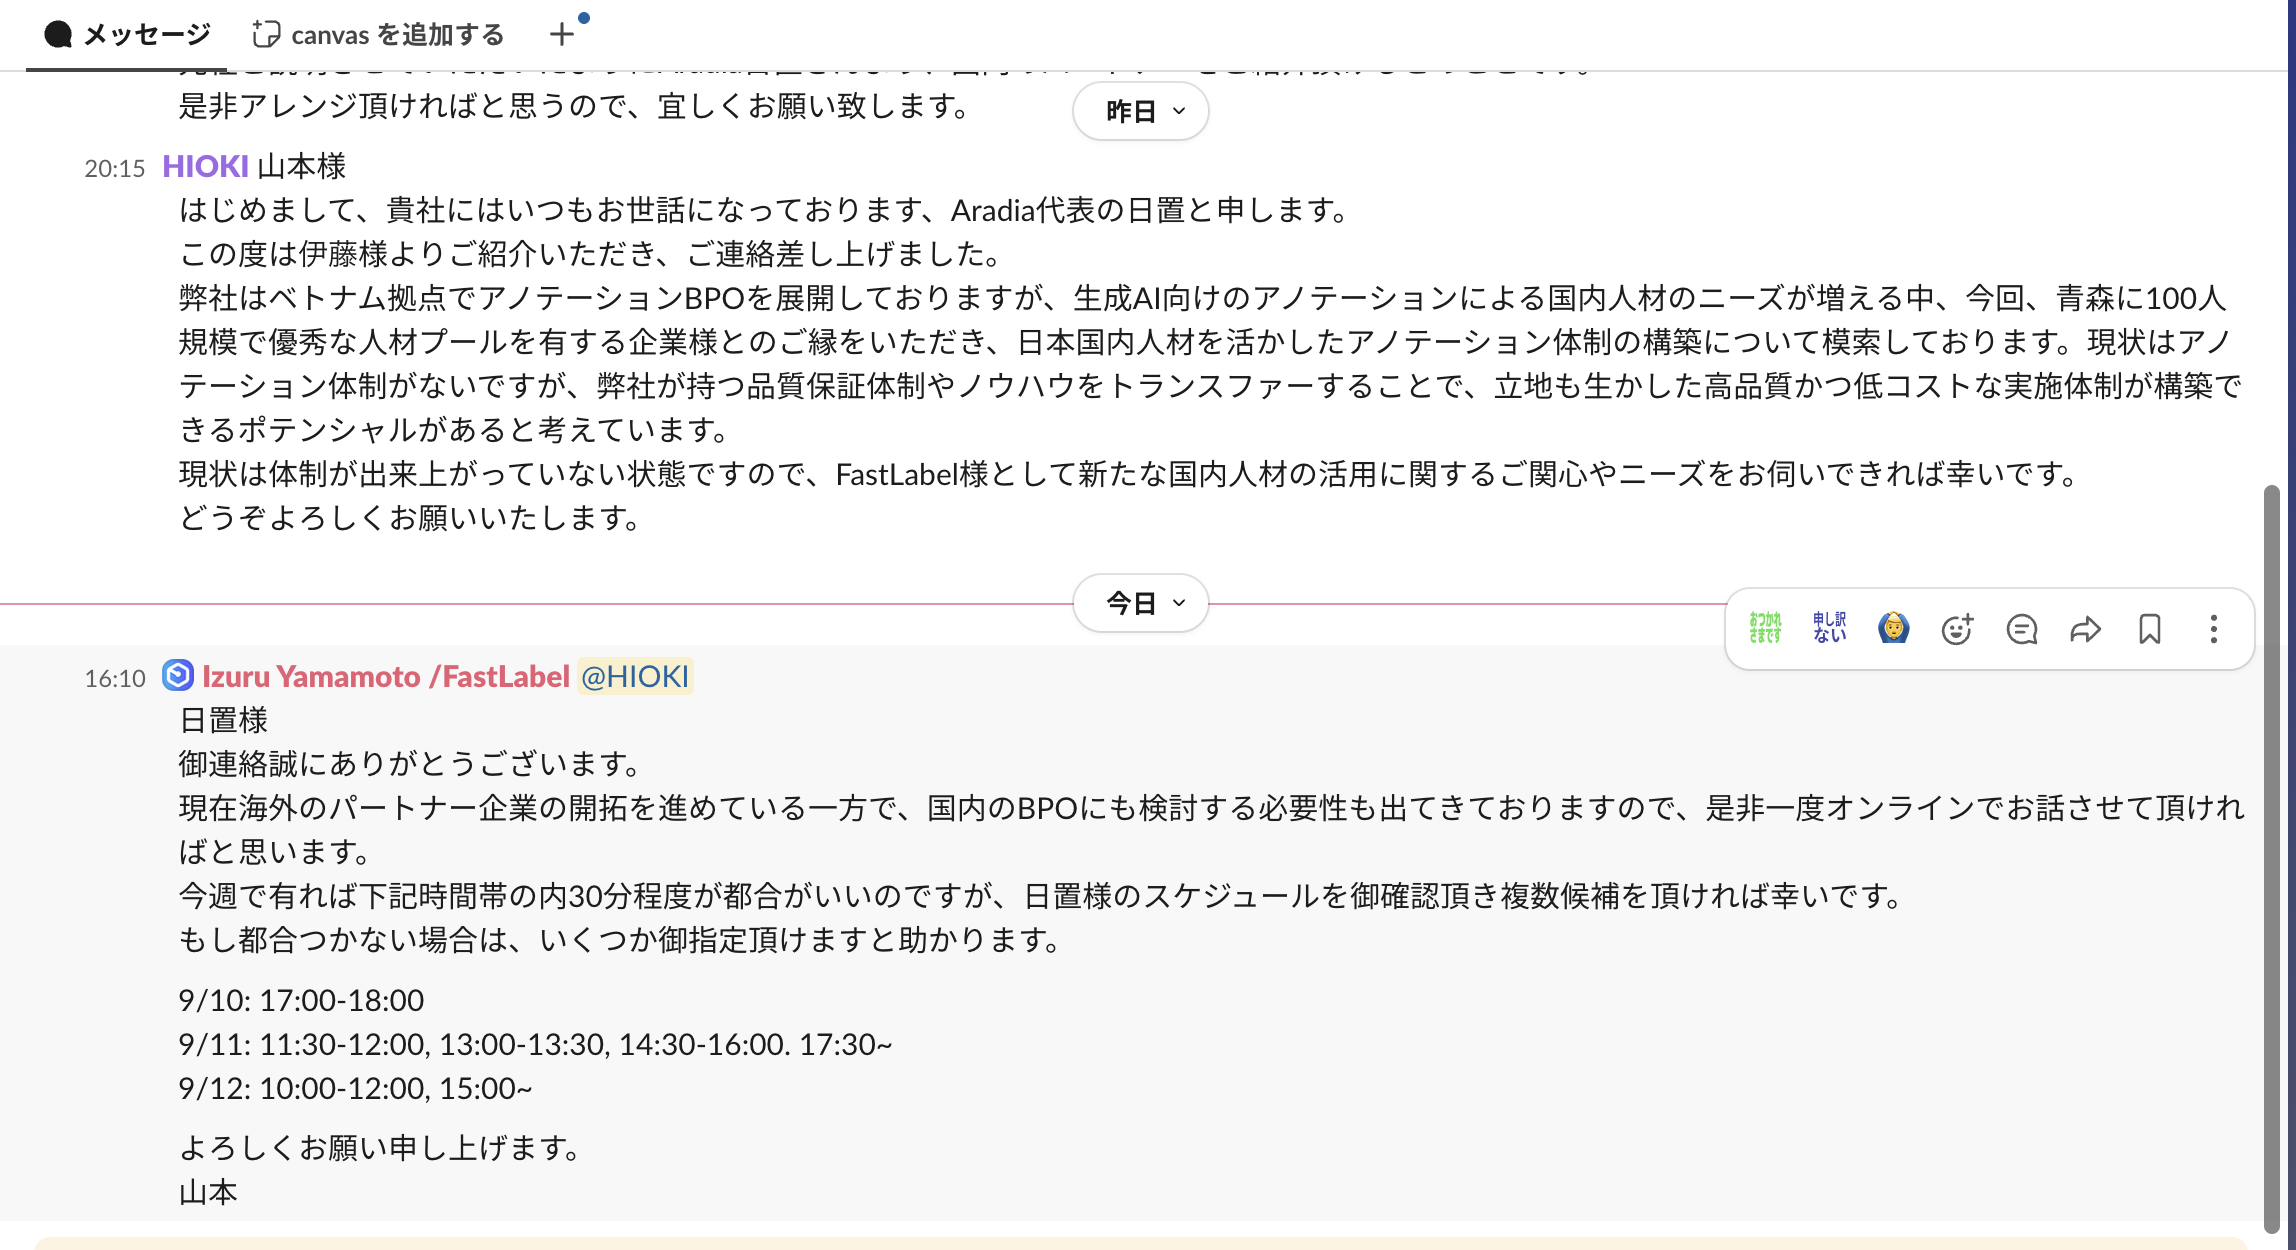 メッセージ canvas を追加する
是非アレンジ頂ければと思うので、宜しくお願い致します。
昨日
20:15 HIOKI 山本様
はじめまして、貴社にはいつもお世話になっております、Aradia代表の日置と申します。
この度は伊藤様よりご紹介いただき、ご連絡差し上げました。
弊社はベトナム拠点でアノテーションBPOを展開しておりますが、生成AI向けのアノテーションによる国内人材のニーズが増える中、今回、青森に100人
規模で優秀な人材プールを有する企業様とのご縁をいただき、日本国内人材を活かしたアノテーション体制の構築について模索しております。現状はアノ
テーション体制がないですが、弊社が持つ品質保証体制やノウハウをトランスファーすることで、立地も生かした高品質かつ低コストな実施体制が構築で
きるポテンシャルがあると考えています。
現状は体制が出来上がっていない状態ですので、FastLabel様として新たな国内人材の活用に関するご関心やニーズをお伺いできれば幸いです。
どうぞよろしくお願いいたします。
今日
おつかれ
さまです
申し訳
ない
16:10 Izuru Yamamoto /FastLabel @HIOKI
日置様
御連絡誠にありがとうございます。
現在海外のパートナー企業の開拓を進めている一方で、国内のBPOにも検討する必要性も出てきておりますので、是非一度オンラインでお話させて頂けれ
ばと思います。
今週で有れば下記時間帯の内30分程度が都合がいいのですが、日置様のスケジュールを御確認頂き複数候補を頂ければ幸いです。
もし都合つかない場合は、いくつか御指定頂けますと助かります。
9/10: 17:00-18:00
9/11: 11:30-12:00, 13:00-13:30, 14:30-16:00. 17:30~
9/12: 10:00-12:00, 15:00~
よろしくお願い申し上げます。
山本